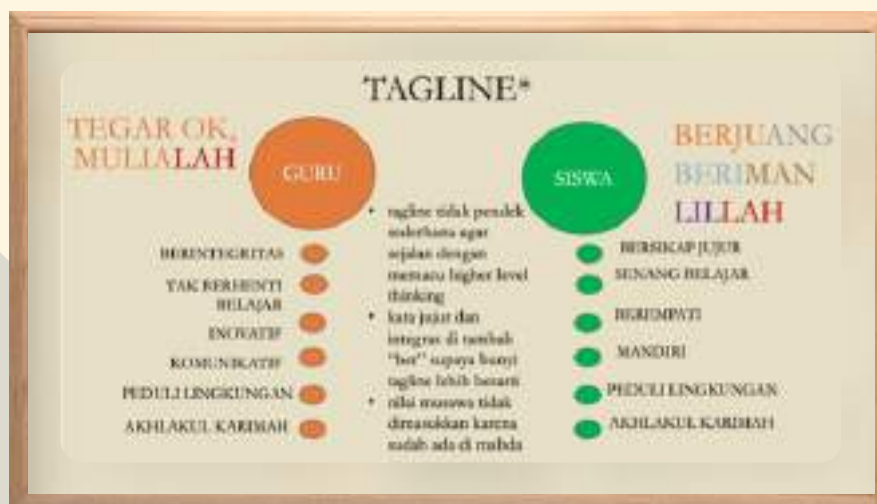 TAGLINE*
TEGAR OK,
MULIALAH
GURU
BERINTEGRITAS
TAK BERHENTI
BELAJAR
INOVATIF
KOMUNIKATIF
PEDULI LINGKUNGAN
AKHLAKUL KARIMAH
• tagline tidak pendek
sederhana agar
sejalan dengan
memacu higher level
thinking
• kata jujur dan
integras di tambah
"ber" supaya bunyi
tagline lebih berarti
• nilai musawa tidak
dimasukkan karena
sudah ada di
SISWA
BERJUANG
BERIMAN
LILLAH
BERSIKAP JUJUR
SENANG BELAJAR
BEREMPATI
MANDIRI
PEDULI LINGKUNGAN
AKHLAKUL KARIMAH